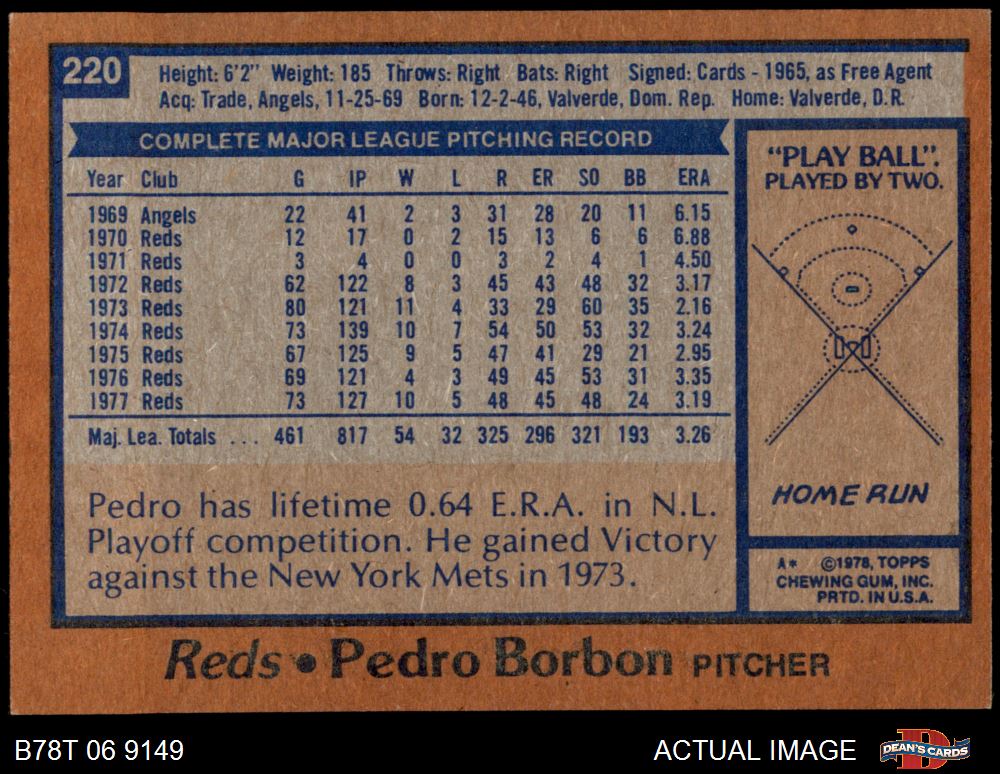 220
Height: 6'2" Weight: 185 Throws: Right Bats: Right Signed: Cards - 1965, as Free Agent
Acq: Trade, Angels, 11-25-69 Born: 12-2-46, Valverde, Dom. Rep. Home: Valverde, D.R.
COMPLETE MAJOR LEAGUE PITCHING RECORD
Year Club G IP W L R ER SO BB ERA
1969 Angels 22 41 2 3 31 28 20 11 6.15
1970 Reds 12 17 0 2 15 13 6 6 6.88
1971 Reds 3 4 0 0 3 2 4 1 4.50
1972 Reds 62 122 8 3 45 43 48 32 3.17
1973 Reds 80 121 11 4 33 29 60 35 2.16
1974 Reds 73 139 10 7 54 50 53 32 3.24
1975 Reds 67 125 9 5 47 41 29 21 2.95
1976 Reds 69 121 4 3 49 45 53 31 3.35
1977 Reds 73 127 10 5 48 45 48 24 3.19
Maj. Lea. Totals ... 461 817 54 32 325 296 321 193 3.26
Pedro has lifetime 0.64 E.R.A. in N.L.
Playoff competition. He gained Victory
against the New York Mets in 1973.
"PLAY BALL".
PLAYED BY TWO.
HOME RUN
A* ©1978, TOPPS
CHEWING GUM, INC.
PRTD. IN U.S.A.
Reds • Pedro Borbon PITCHER
B78T 06 9149
ACTUAL IMAGE
DEAN'S CARDS